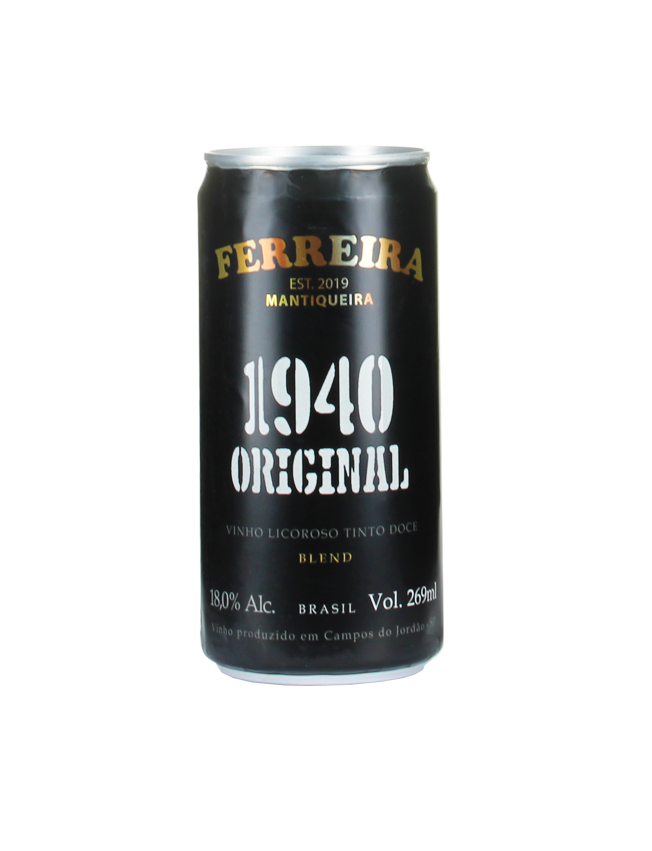 FERREIRA
EST. 2019
MANTIQUEIRA
1940
ORIGINAL
VINHO LICOROSO TINTO DOCE
BLEND
18,0% Alc. BRASIL Vol. 269ml
Vinho produzido em Campos do Jordão